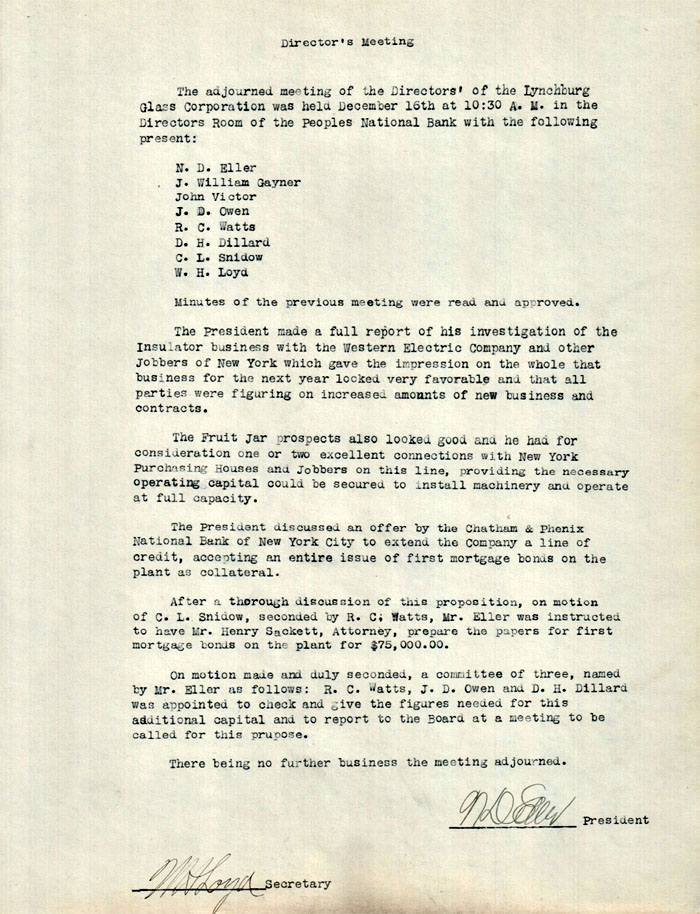 Director's Meeting
The adjourned meeting of the Directors' of the Lynchburg
Glass Corporation was held December 16th at 10:30 A. M. in the
Directors Room of the Peoples National Bank with the following
present:
N. D. Eller
J. William Gayner
John Victor
J. D. Owen
R. C. Watts
D. H. Dillard
C. L. Snidow
W. H. Loyd
Minutes of the previous meeting were read and approved.
The President made a full report of his investigation of the
Insulator business with the Western Electric Company and other
Jobbers of New York which gave the impression on the whole that
business for the next year looked very favorable and that all
parties were figuring on increased amounts of new business and
contracts.
The Fruit Jar prospects also looked good and he had for
consideration one or two excellent connections with New York
Purchasing Houses and Jobbers on this line, providing the necessary
operating capital could be secured to install machinery and operate
at full capacity.
The President discussed an offer by the Chatham & Phenix
National Bank of New York City to extend the Company a line of
credit, accepting an entire issue of first mortgage bonds on the
plant as collateral.
After a thorough discussion of this proposition, on motion
of C. L. Snidow, seconded by R. C. Watts, Mr. Eller was instructed
to have Mr. Henry Sackett, Attorney, prepare the papers for first
mortgage bonds on the plant for $75,000.00.
On motion made and duly seconded, a committee of three, named
by Mr. Eller as follows: R. C. Watts, J. D. Owen and D. H. Dillard
was appointed to check and give the figures needed for this
additional capital and to report to the Board at a meeting to be
called for this prupose.
There being no further business the meeting adjourned.
N D Eller President
W H Loyd Secretary